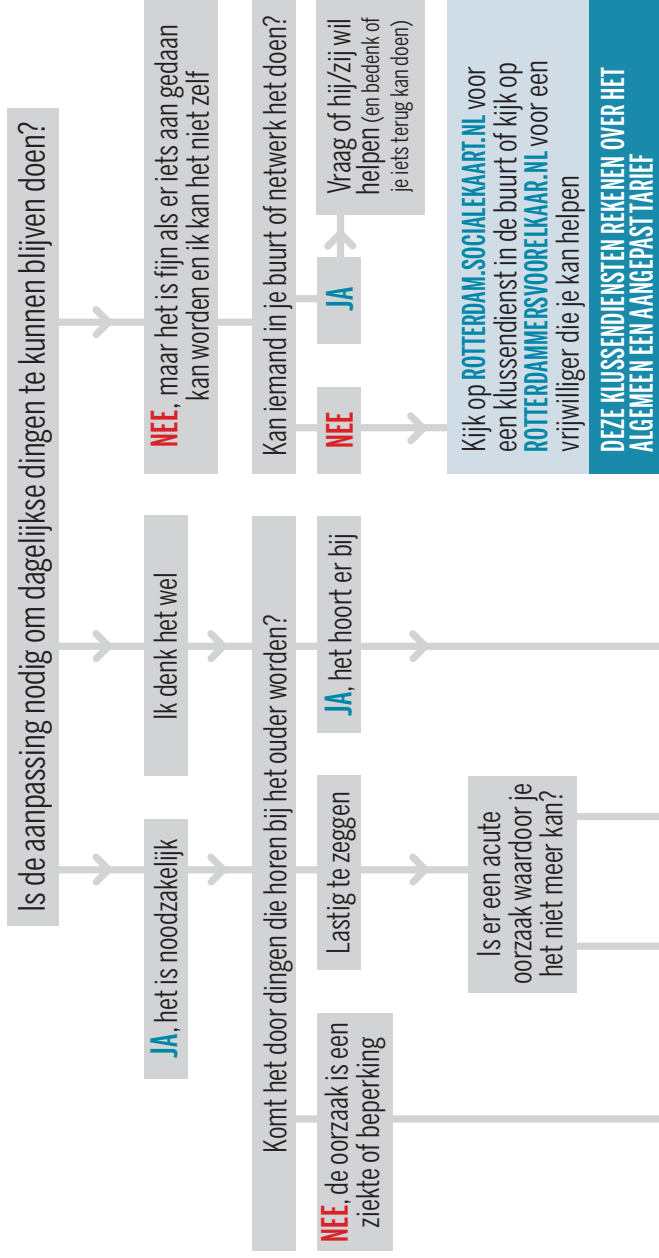 Is de aanpassing nodig om dagelijkse dingen te kunnen blijven doen?
JA, het is noodzakelijk
Ik denk het wel
NEE, maar het is fijn als er iets aan gedaan
kan worden en ik kan het niet zelf
Komt het door dingen die horen bij het ouder worden?
Kan iemand in je buurt of netwerk het doen?
NEE, de oorzaak is een
ziekte of beperking
Lastig te zeggen
JA, het hoort er bij
NEE
JA
Vraag of hij/zij wil
helpen (en bedenk of
je iets terug kan doen)
Is er een acute
oorzaak waardoor je
het niet meer kan?
Kijk op ROTTERDAM.SOCIALEKAART.NL voor
een klussendienst in de buurt of kijk op
ROTTERDAMMERSVOORELKAAR.NL voor een
vrijwilliger die je kan helpen
DEZE KLUSSENDIENSTEN REKENEN OVER HET
ALGEMEEN EEN AANGEPAST TARIEF